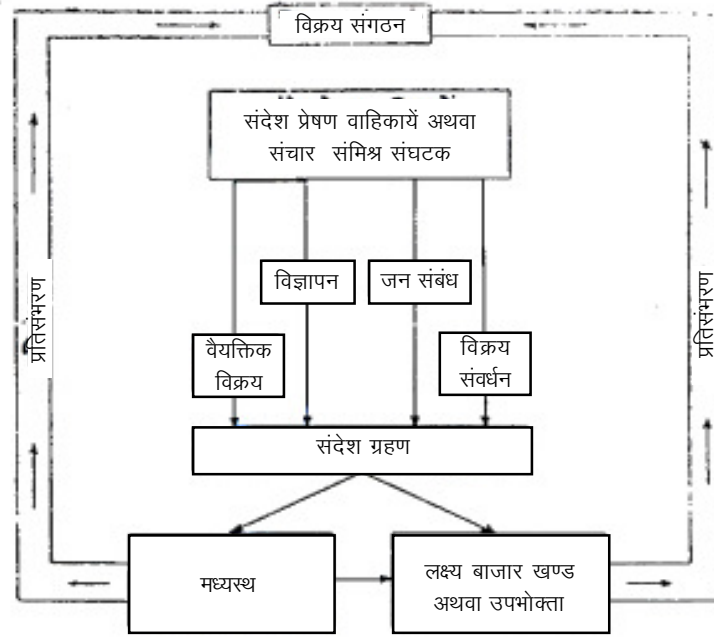 विक्रय संगठन
संदेश प्रेषण वाहिकायें अथवा
संचार संमिश्र संघटक
विज्ञापन
जन संबंध
वैयक्तिक
विक्रय
विक्रय
संवर्धन
प्रतिसंभरण
प्रतिसंभरण
संदेश ग्रहण
मध्यस्थ
लक्ष्य बाजार खण्ड
अथवा उपभोक्ता